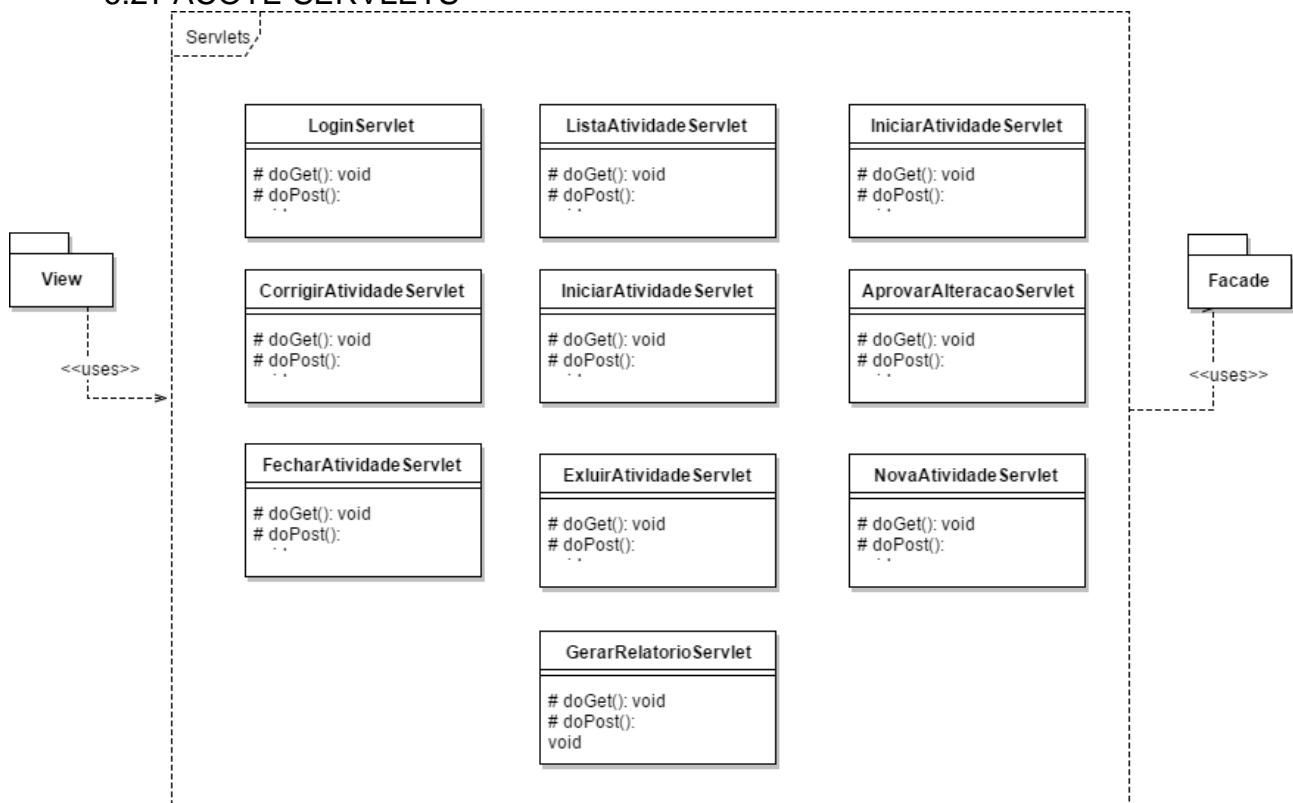 Servlets
LoginServlet
# doGet(): void
# doPost():
ListaAtividadeServlet
# doGet(): void
# doPost():
IniciarAtividadeServlet
# doGet(): void
# doPost():
View
<<uses>>
CorrigirAtividadeServlet
# doGet(): void
# doPost():
IniciarAtividadeServlet
# doGet(): void
# doPost():
AprovarAlteracaoServlet
# doGet(): void
# doPost():
Facade
<<uses>>
FecharAtividadeServlet
# doGet(): void
# doPost():
ExluirAtividadeServlet
# doGet(): void
# doPost():
NovaAtividadeServlet
# doGet(): void
# doPost():
GerarRelatorioServlet
# doGet(): void
# doPost():
void